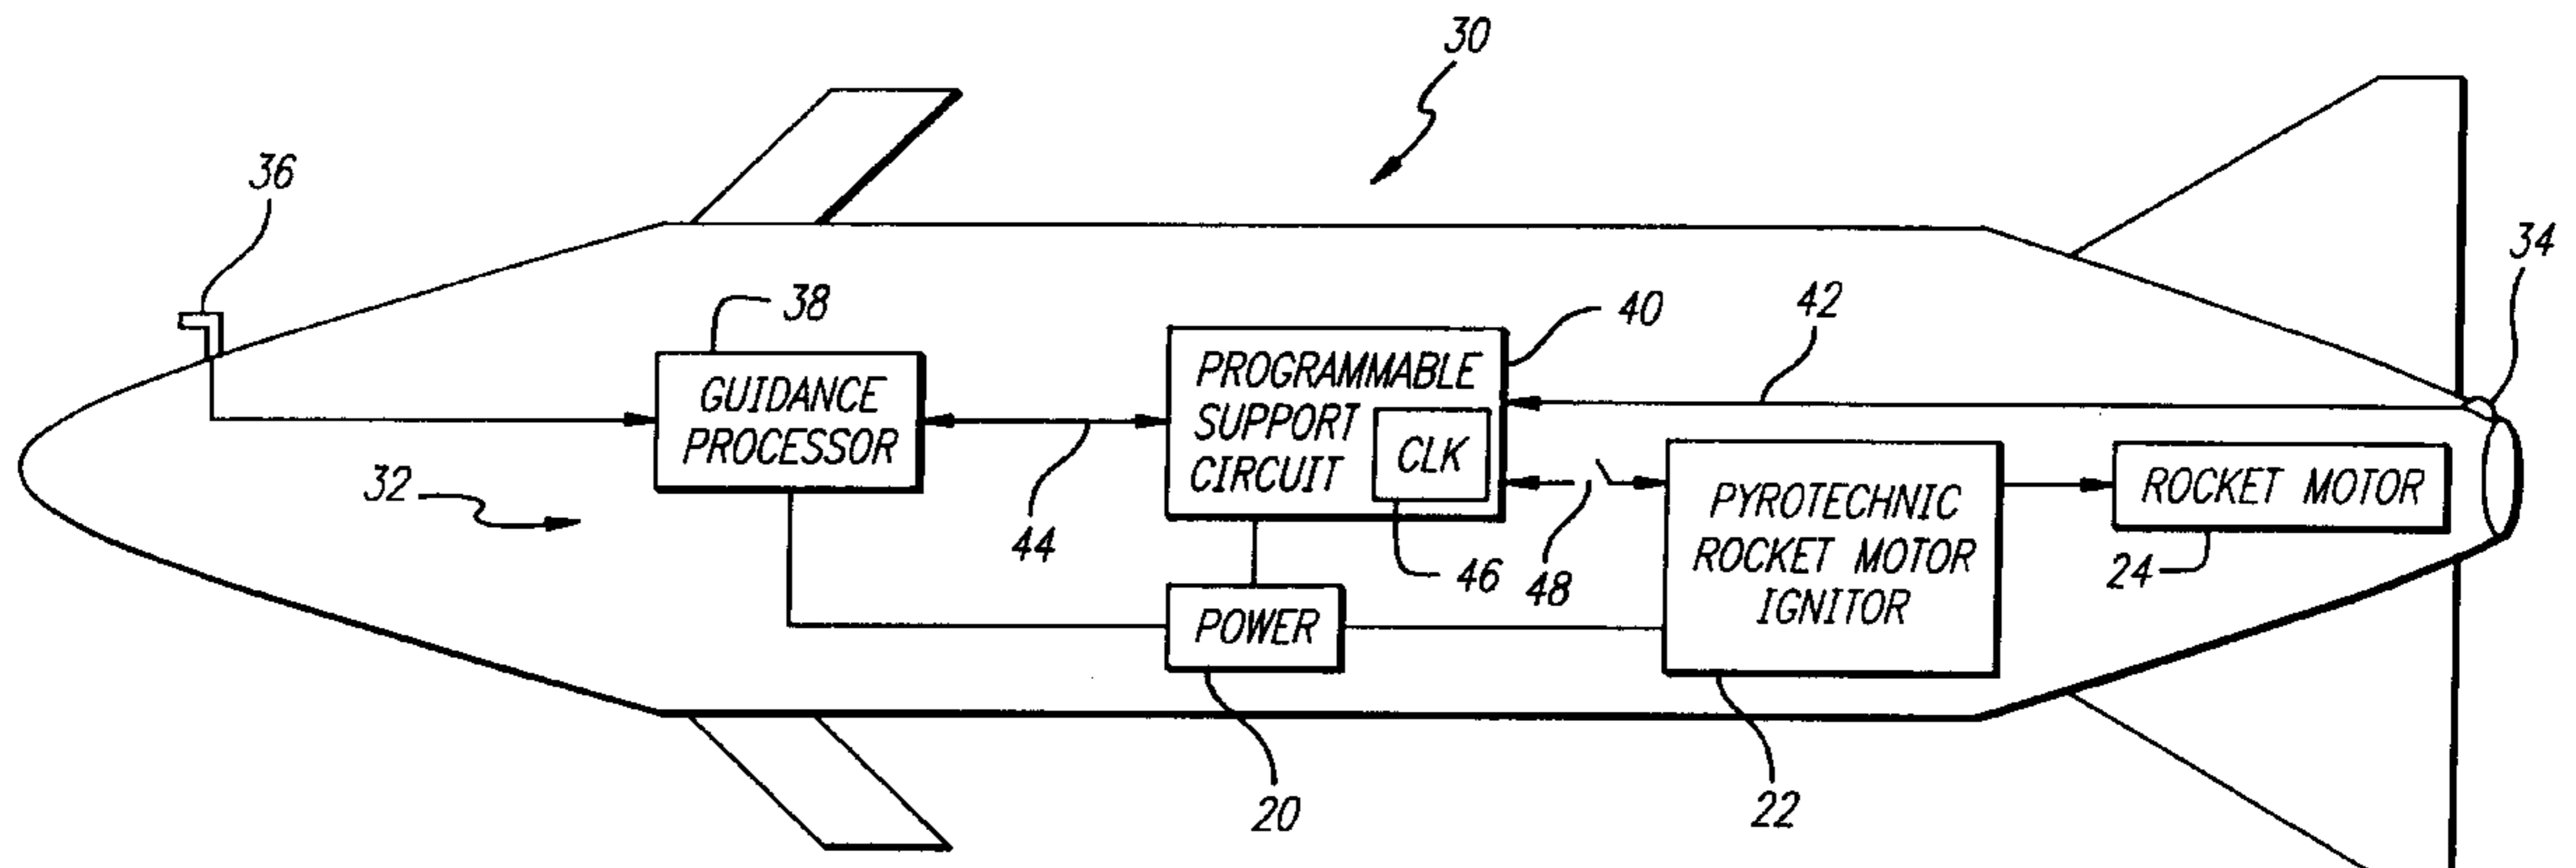 30
36
34
38
40
42
GUIDANCE
PROCESSOR
PROGRAMMABLE
SUPPORT
CIRCUIT
CLK
32
44
46
48
PYROTECHNIC
ROCKET MOTOR
IGNITOR
ROCKET MOTOR
24
POWER
20
22